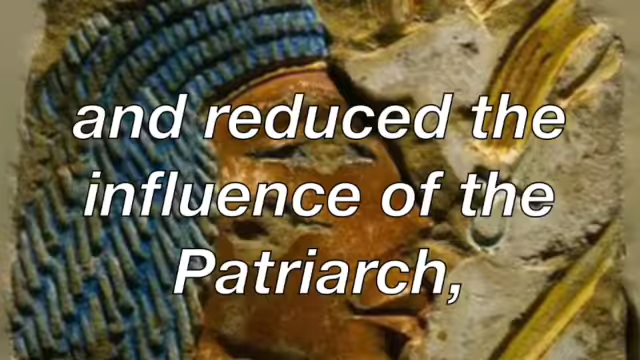 and reduced the
influence of the
Patriarch,